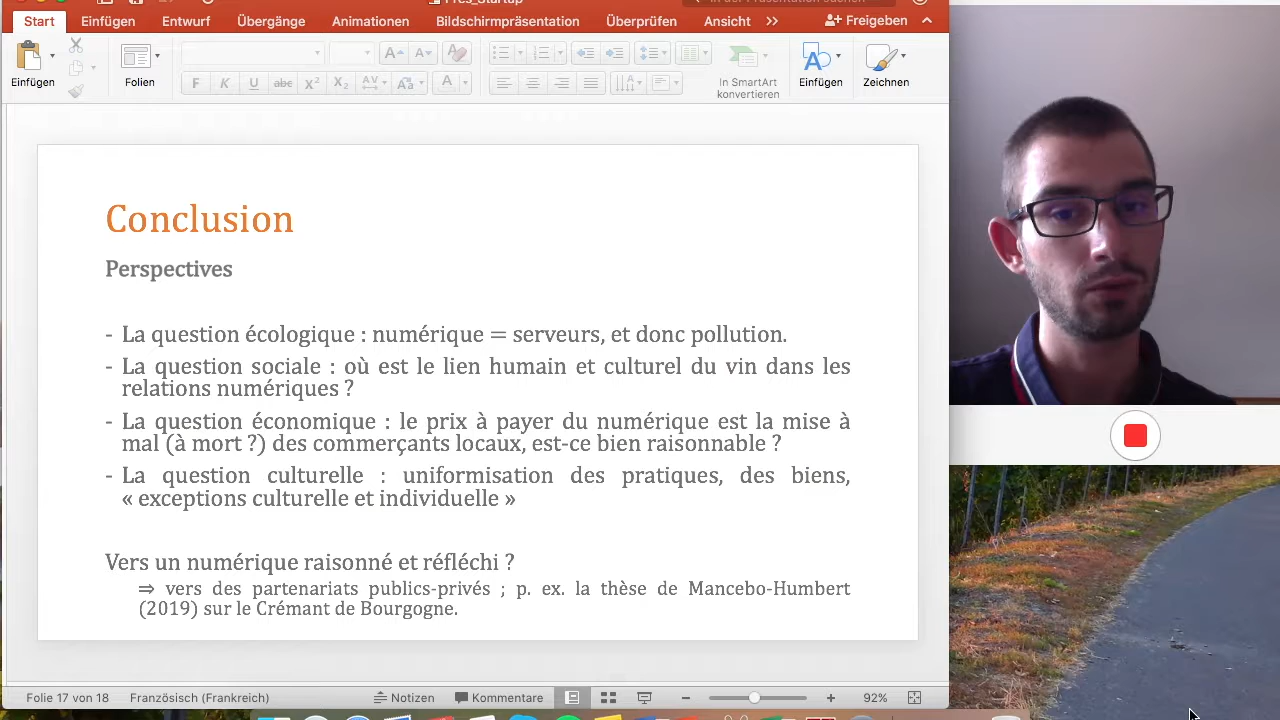 Start Einfügen Entwurf Übergänge Animationen Bildschirmpräsentation Überprüfen Ansicht >> Freigeben
Einfügen Folien In SmartArt konvertieren Einfügen Zeichnen
F K U abc X² X₂ AV Aa A
Conclusion
Perspectives
- La question écologique : numérique = serveurs, et donc pollution.
- La question sociale : où est le lien humain et culturel du vin dans les
relations numériques ?
- La question économique : le prix à payer du numérique est la mise à
mal (à mort ?) des commerçants locaux, est-ce bien raisonnable ?
- La question culturelle : uniformisation des pratiques, des biens,
« exceptions culturelle et individuelle »
Vers un numérique raisonné et réfléchi ?
⇒ vers des partenariats publics-privés ; p. ex. la thèse de Mancebo-Humbert
(2019) sur le Crémant de Bourgogne.
Folie 17 von 18 Französisch (Frankreich) Notizen Kommentare 92%